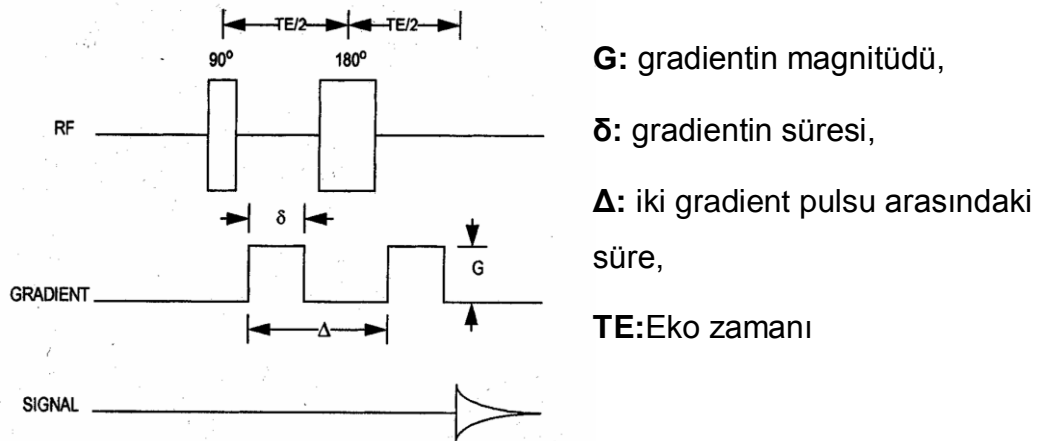 TE/2 TE/2
90° 180°
RF
δ
G
GRADIENT
Δ
SIGNAL
G: gradientin magnitüdü,
δ: gradientin süresi,
Δ: iki gradient pulsu arasındaki
süre,
TE:Eko zamanı